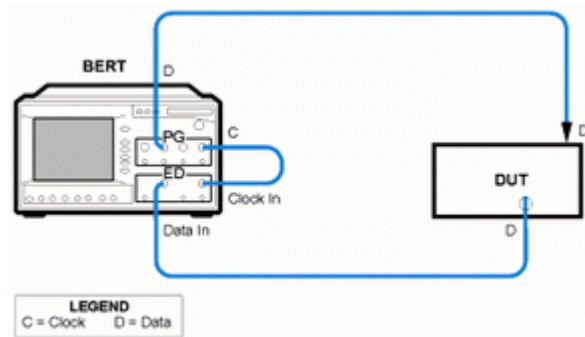 D
BERT
C
D
PG
ED
DUT
Clock In
Data In
D
LEGEND
C = Clock D = Data